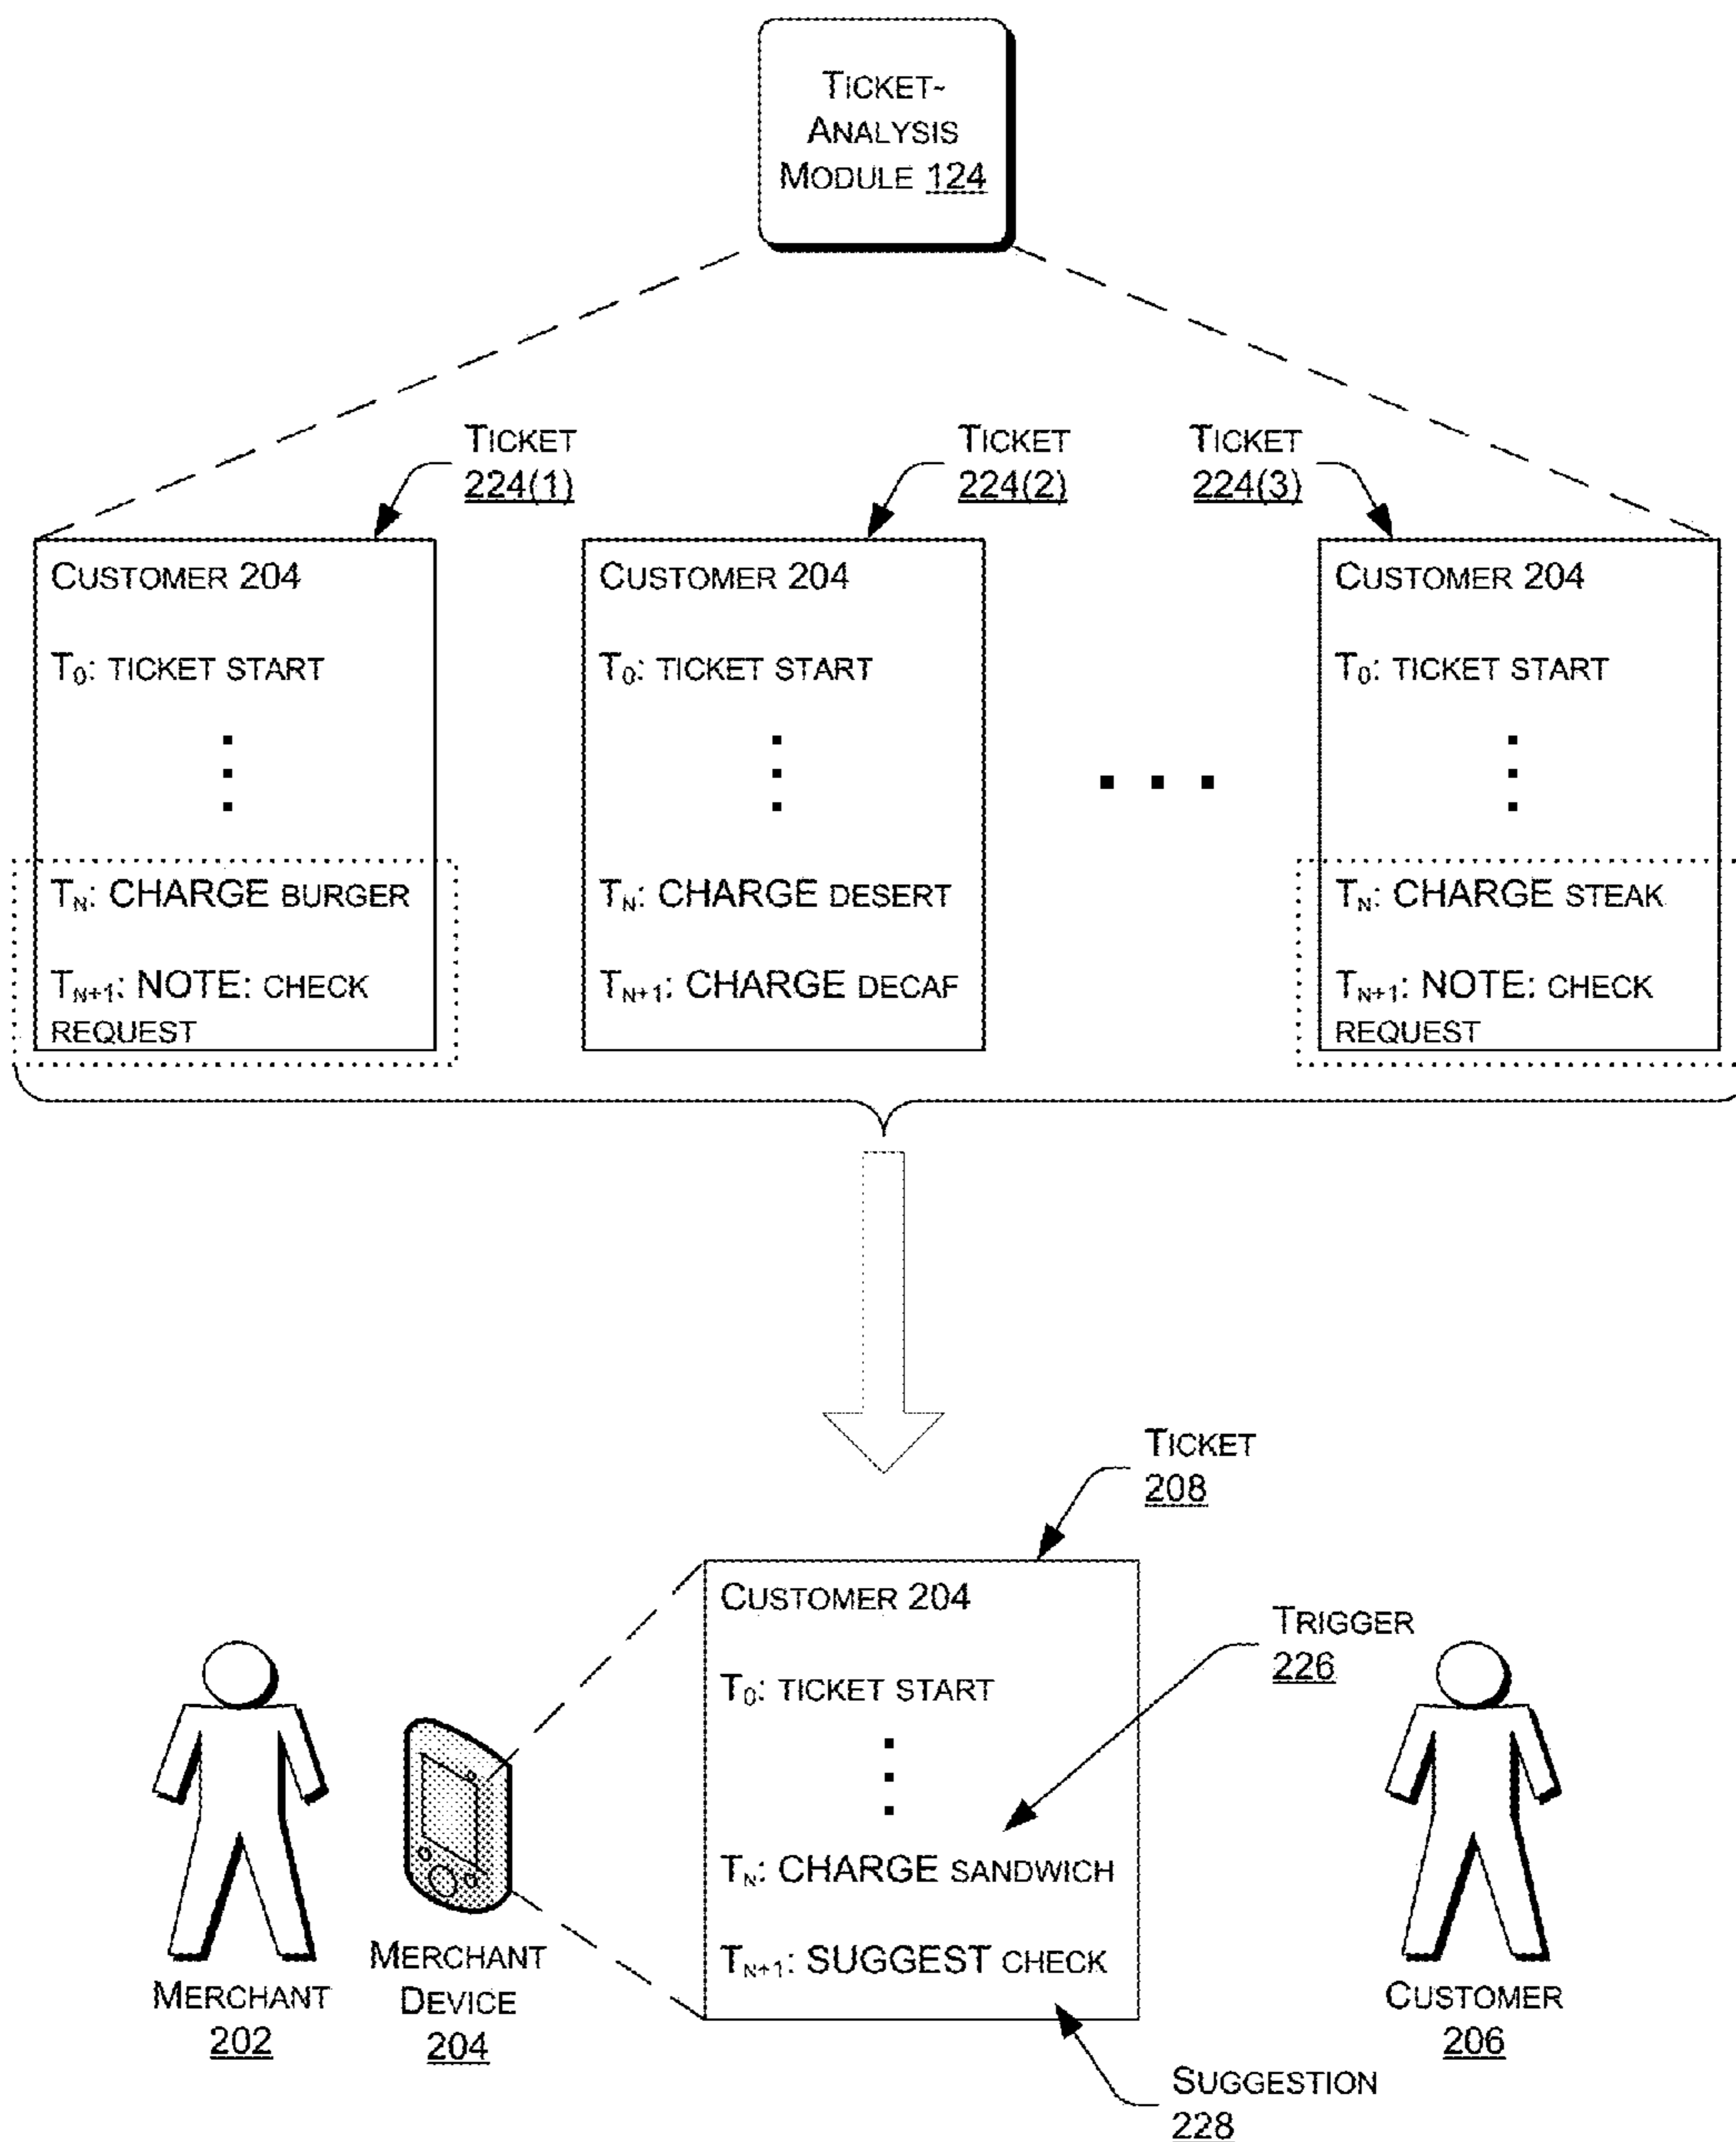 TICKET-
ANALYSIS
MODULE 124
TICKET
224(1)
TICKET
224(2)
TICKET
224(3)
CUSTOMER 204
T0: TICKET START
TN: CHARGE BURGER
TN+1: NOTE: CHECK
REQUEST
CUSTOMER 204
T0: TICKET START
TN: CHARGE DESERT
TN+1: CHARGE DECAF
CUSTOMER 204
T0: TICKET START
TN: CHARGE STEAK
TN+1: NOTE: CHECK
REQUEST
TICKET
208
CUSTOMER 204
T0: TICKET START
TN: CHARGE SANDWICH
TN+1: SUGGEST CHECK
TRIGGER
226
MERCHANT
202
MERCHANT
DEVICE
204
CUSTOMER
206
SUGGESTION
228